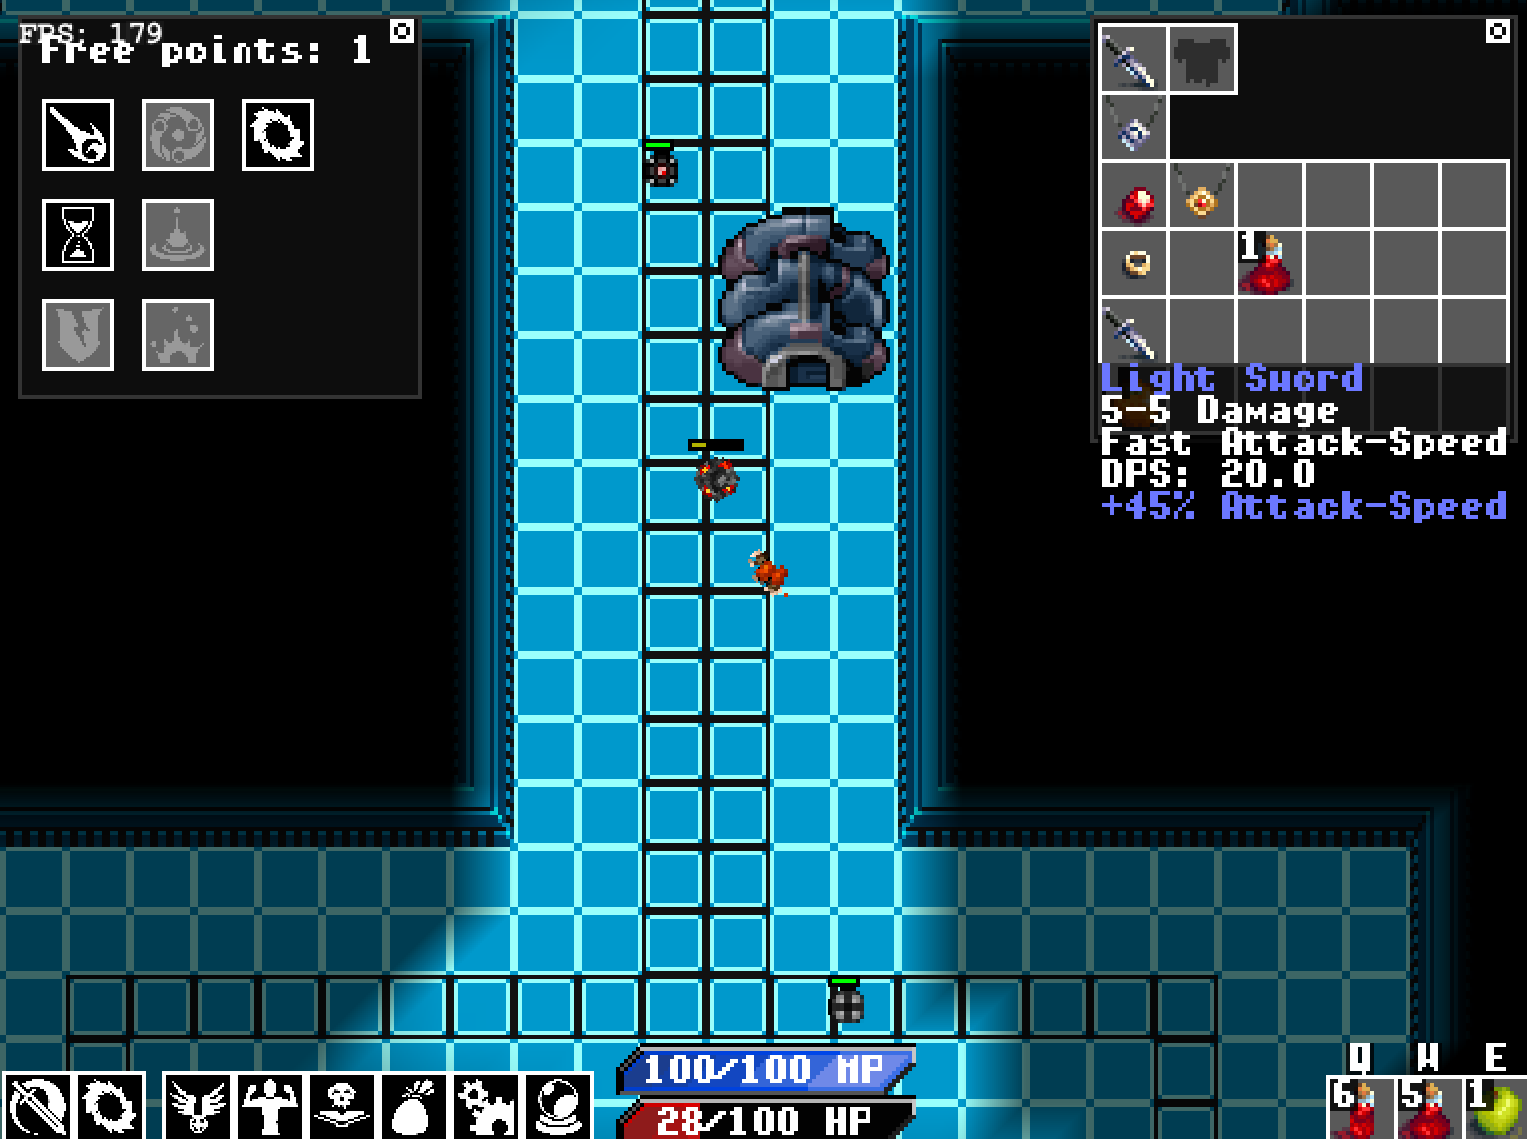 FPS: 179
Free points: 1
1
Light Sword
5-5 Damage
Fast Attack-Speed
DPS: 20.0
+45% Attack-Speed
Q W E
6 5 1
100/100 MP
28/100 HP